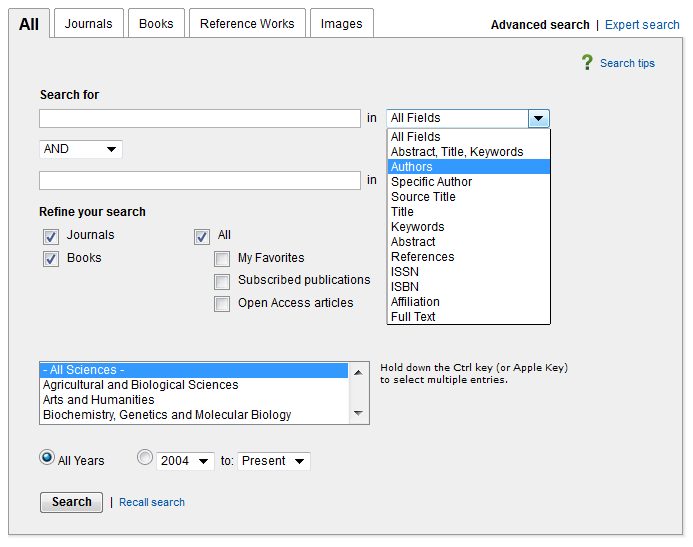 All Journals Books Reference Works Images Advanced search | Expert search
? Search tips
Search for
in All Fields
All Fields
Abstract, Title, Keywords
AND
Authors
in Specific Author
Source Title
Title
Keywords
Abstract
References
ISSN
ISBN
Affiliation
Full Text
Refine your search
Journals All
Books My Favorites
Subscribed publications
Open Access articles
- All Sciences -
Agricultural and Biological Sciences
Arts and Humanities
Biochemistry, Genetics and Molecular Biology
Hold down the Ctrl key (or Apple Key)
to select multiple entries.
All Years 2004 to: Present
Search | Recall search